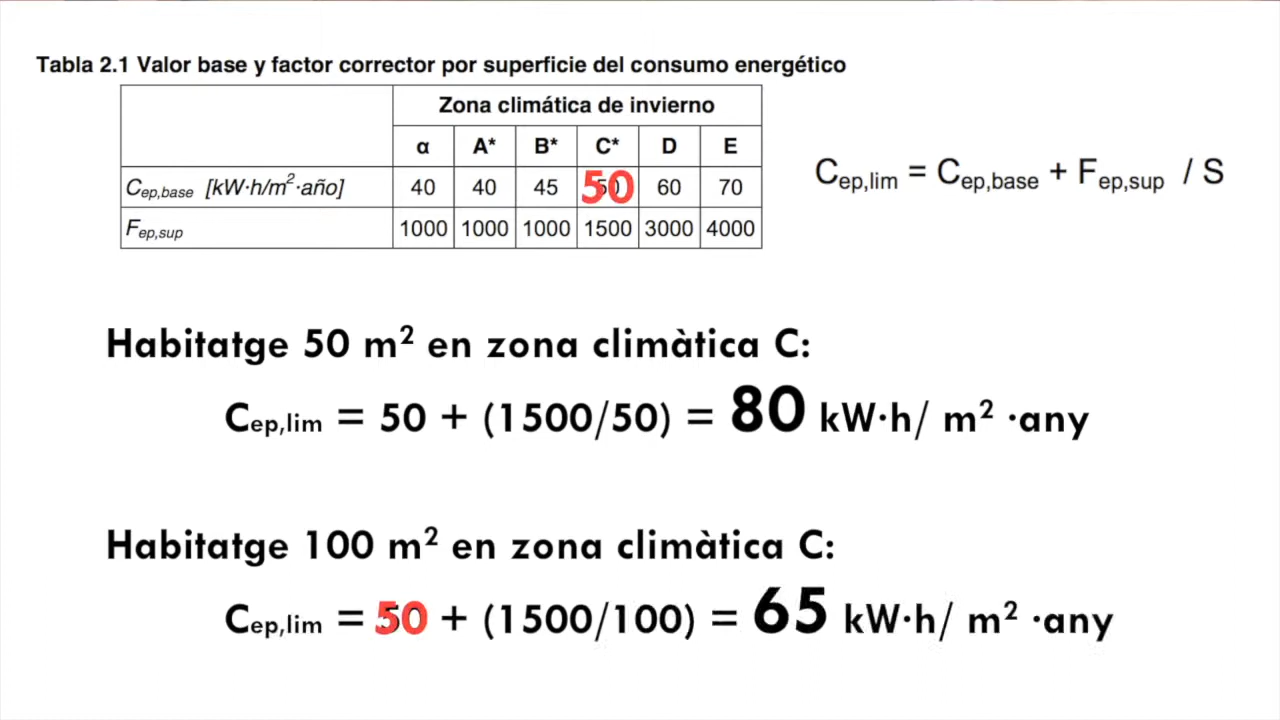 Tabla 2.1 Valor base y factor corrector por superficie del consumo energético
Zona climática de invierno
α A* B* C* D E
Cep,base [kW·h/m²·año] 40 40 45 50 60 70
Fep,sup 1000 1000 1000 1500 3000 4000
Cep,lim = Cep,base + Fep,sup / S
Habitatge 50 m² en zona climàtica C:
Cep,lim = 50 + (1500/50) = 80 kW·h/ m² ·any
Habitatge 100 m² en zona climàtica C:
Cep,lim = 50 + (1500/100) = 65 kW·h/ m² ·any